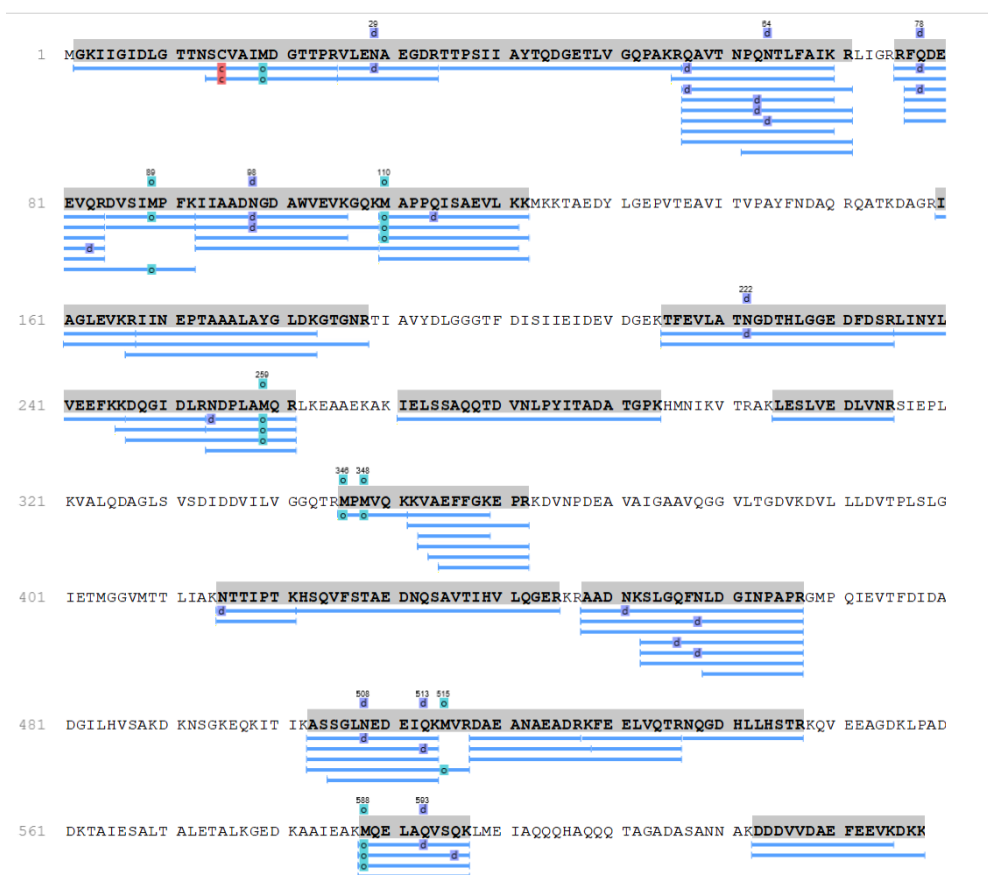 29 64 78
d d d
1 MGKIIGIDLG TTNSCVAIMD GTTPRVLENA EGDRTTPSII AYTQDGETLV GQPAKRQAVT NPQNTLFAIK RLIGRRFQDE
c o d d d
c o
d d
d
d
d
89 98 110
o d o
81 EVQRDVSIMP FKIIAADNGD AWVEVKGQKM APPQISAEVL KKMKKTAEDY LGEPVTEAVI TVPAYFNDAQ RQATKDAGRI
o d d
d o
o
d
o
222
d
161 AGLEVKRIIN EPTAAALAYG LDKGTGNRTI AVYDLGGGTF DISIIEIDEV DGEKTFEVLA TNGDTHLGGE DFDSRLINYL
d
259
o
241 VEEFKKDQGI DLRNDPLAMQ RLKEAAEKAK IELSSAQQTD VNLPYITADA TGPKHMNIKV TRAKLESLVE DLVNRSIEPL
d o
o
o
346 348
o o
321 KVALQDAGLS VSDIDDVILV GGQTRMPMVQ KKVAEFFGKE PRKDVNPDEA VAIGAAVQGG VLTGDVKDVL LLDVTPLSLG
o o
401 IETMGGVMTT LIAKNTTIPT KHSQVFSTAE DNQSAVTIHV LQGERKRAAD NKSLGQFNLD GINPAPRGMP QIEVTFDIDA
d d
d
d
d
508 513 515
d d o
481 DGILHVSAKD KNSGKEQKIT IKASSGLNED EIQKMVRDAE ANAEADRKFE ELVQTRNQGD HLLHSTRKQV EEAGDKLPAD
d
d
o
588 593
o d
561 DKTAIESALT ALETALKGED KAAIEAKMQE LAQVSQKLME IAQQQHAQQQ TAGADASANN AKDDDVVDAE FEEVKDKK
o d
o d
o